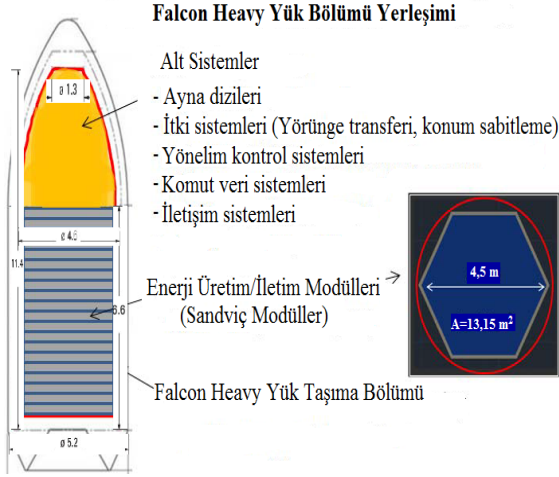 Falcon Heavy Yük Bölümü Yerleşimi
Alt Sistemler
- Ayna dizileri
- İtki sistemleri (Yörünge transferi, konum sabitleme)
- Yönelim kontrol sistemleri
- Komut veri sistemleri
- İletişim sistemleri
ø 1.3
ø 4.6
11.4
6.6
Enerji Üretim/İletim Modülleri
(Sandviç Modüller)
4,5 m
A=13,15 m²
Falcon Heavy Yük Taşıma Bölümü
ø 5.2